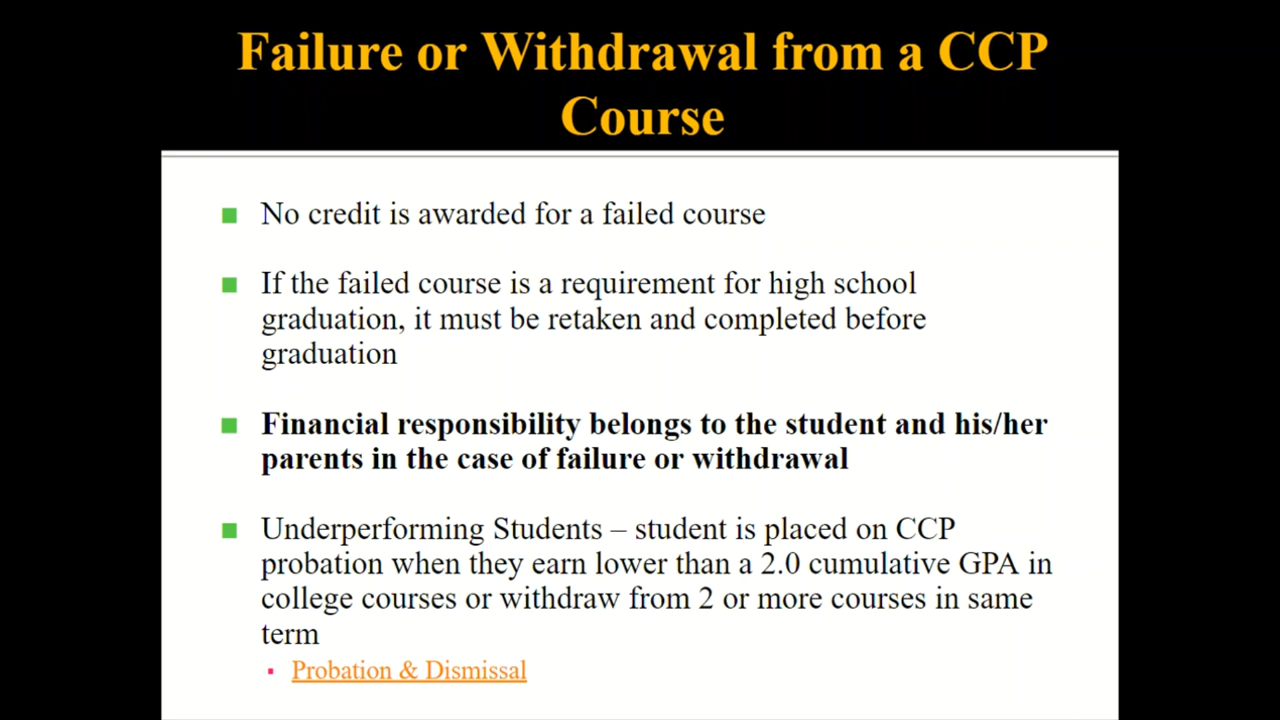 Failure or Withdrawal from a CCP
Course
No credit is awarded for a failed course
If the failed course is a requirement for high school
graduation, it must be retaken and completed before
graduation
Financial responsibility belongs to the student and his/her
parents in the case of failure or withdrawal
Underperforming Students – student is placed on CCP
probation when they earn lower than a 2.0 cumulative GPA in
college courses or withdraw from 2 or more courses in same
term
Probation & Dismissal